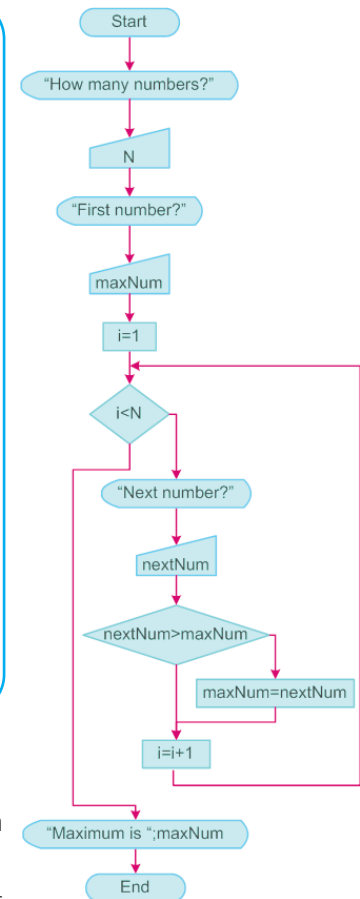 Start
“How many numbers?”
N
“First number?”
maxNum
i=1
i<N
“Next number?”
nextNum
nextNum>maxNum
maxNum=nextNum
i=i+1
“Maximum is “;maxNum
End